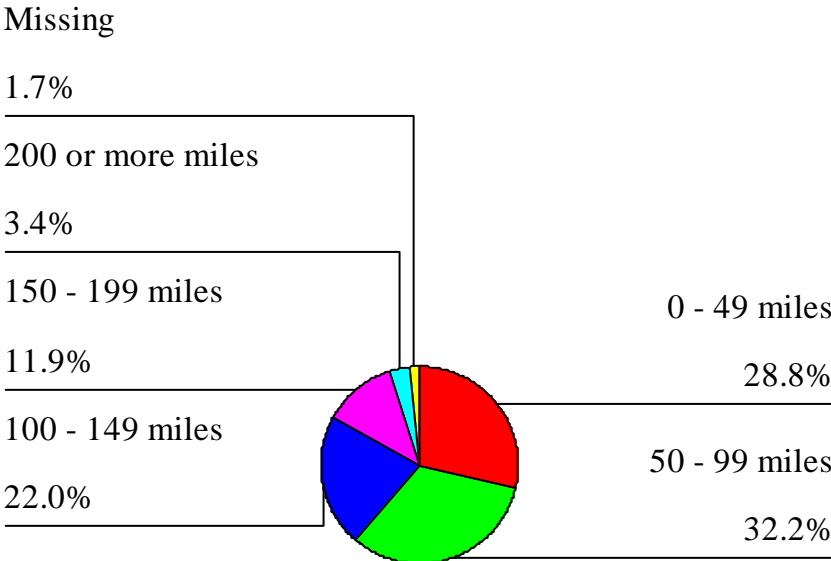 Missing
1.7%
200 or more miles
3.4%
150 - 199 miles
11.9%
100 - 149 miles
22.0%
0 - 49 miles
28.8%
50 - 99 miles
32.2%